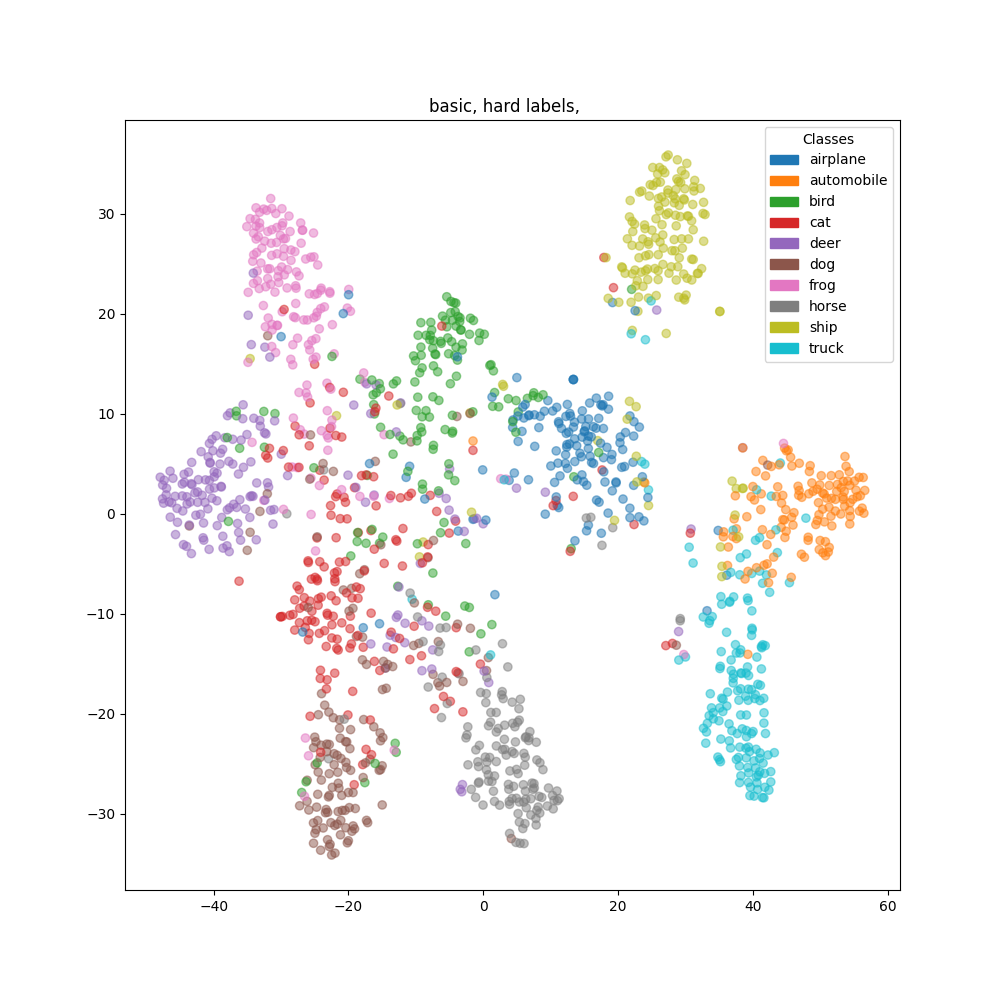 basic, hard labels,
Classes
airplane
automobile
bird
cat
deer
dog
frog
horse
ship
truck
30
20
10
0
−10
−20
−30
−40
−20
0
20
40
60